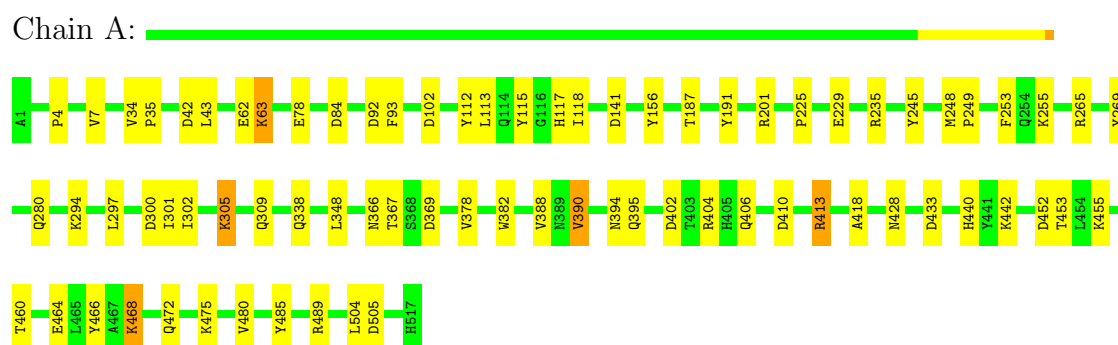 Chain A:
A1 P4 V7 V34 P35 D42 L43 E62 K63 E78 D84 D92 F93 D102 Y112 L113 Q114 Y115 G116 H117 I118 D141 Y156 T187 Y191 R201 P225 E229 R235 Y245 M248 P249 F253 Q254 K255 R265
Q280 K294 L297 D300 I301 I302 K305 Q309 Q338 L348 N366 T367 S368 D369 V378 W382 V388 N389 V390 N394 Q395 D402 T403 R404 H405 Q406 D410 R413 A418 N428 D433 H440 Y441 K442 D452 T453 L454 K455
T460 E464 L465 Y466 A467 K468 Q472 K475 V480 Y485 R489 L504 D505 H517